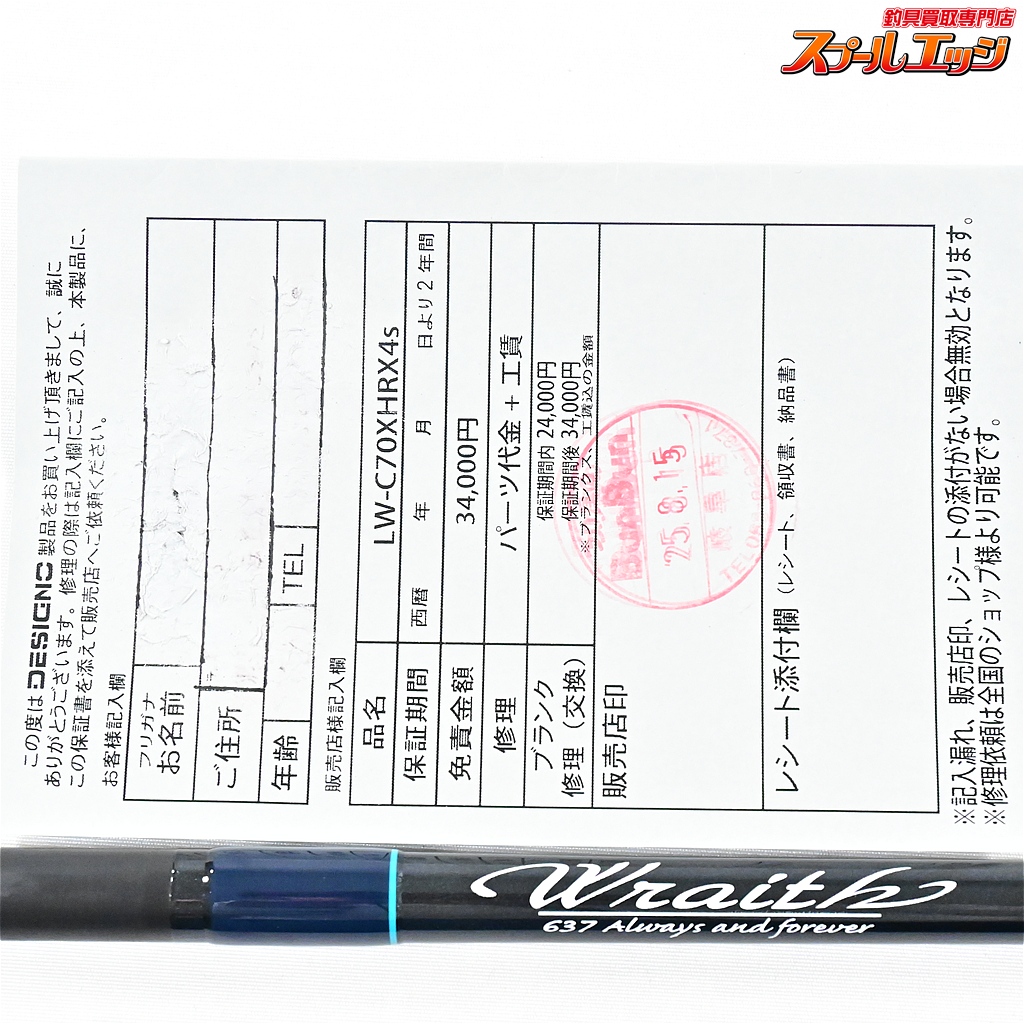 釣具買取専門店
スプールエッジ
この度は DESIGNO 製品をお買い上げ頂きまして、誠に
ありがとうございます。修理の際は記入欄にご記入の上、本製品に、
この保証書を添えて販売店へご依頼ください。
お客様記入欄
フリガナ
お名前
ご住所
年齢 TEL
販売店様記入欄
品名 LW-C70XHRX4s
保証期間 西暦 年 月 日より2年間
免責金額 34,000円
修理 パーツ代金 + 工賃
ブランク
修理(交換)
保証期間内 24,000円
保証期間後 34,000円
※ブランクス、工賃込の金額
販売店印
BunBun
'25.8.15
レシート添付欄(レシート、領収書、納品書)
※記入漏れ、販売店印、レシートの添付がない場合無効となります。
※修理依頼は全国のショップ様より可能です。
Wraith
637 Always and forever